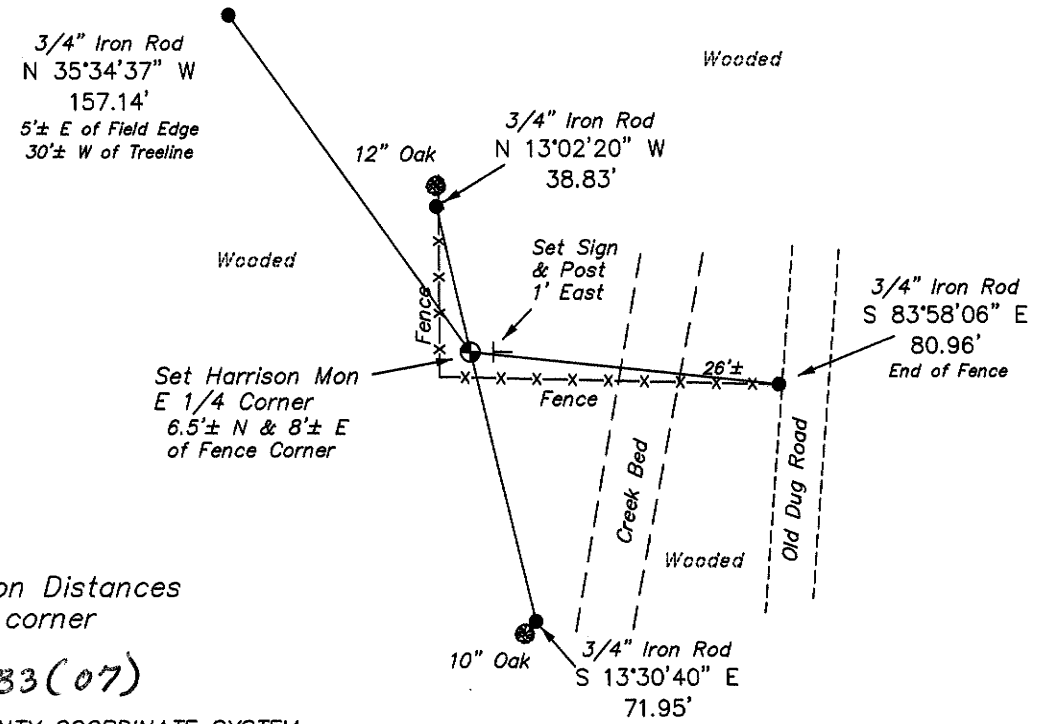 3/4" Iron Rod
N 35°34'37" W
157.14'
5'± E of Field Edge
30'± W of Treeline
Wooded
3/4" Iron Rod
N 13°02'20" W
38.83'
12" Oak
Wooded
Fence
Set Sign
& Post
1' East
3/4" Iron Rod
S 83°58'06" E
80.96'
End of Fence
26'±
Fence
Set Harrison Mon
E 1/4 Corner
6.5'± N & 8'± E
of Fence Corner
Creek Bed
Old Dug Road
Wooded
on Distances
corner
10" Oak
3/4" Iron Rod
S 13°30'40" E
71.95'
83(07)
NTY COORDINATE SYSTEM